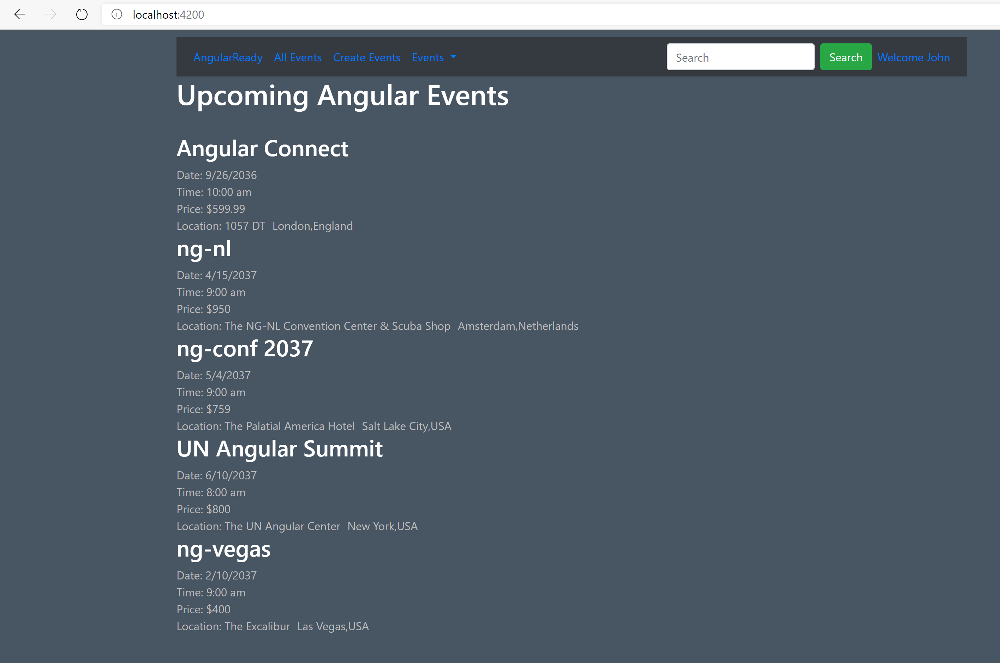 localhost:4200
AngularReady All Events Create Events Events Search Search Welcome John
Upcoming Angular Events
Angular Connect
Date: 9/26/2036
Time: 10:00 am
Price: $599.99
Location: 1057 DT London,England
ng-nl
Date: 4/15/2037
Time: 9:00 am
Price: $950
Location: The NG-NL Convention Center & Scuba Shop Amsterdam,Netherlands
ng-conf 2037
Date: 5/4/2037
Time: 9:00 am
Price: $759
Location: The Palatial America Hotel Salt Lake City,USA
UN Angular Summit
Date: 6/10/2037
Time: 8:00 am
Price: $800
Location: The UN Angular Center New York,USA
ng-vegas
Date: 2/10/2037
Time: 9:00 am
Price: $400
Location: The Excalibur Las Vegas,USA